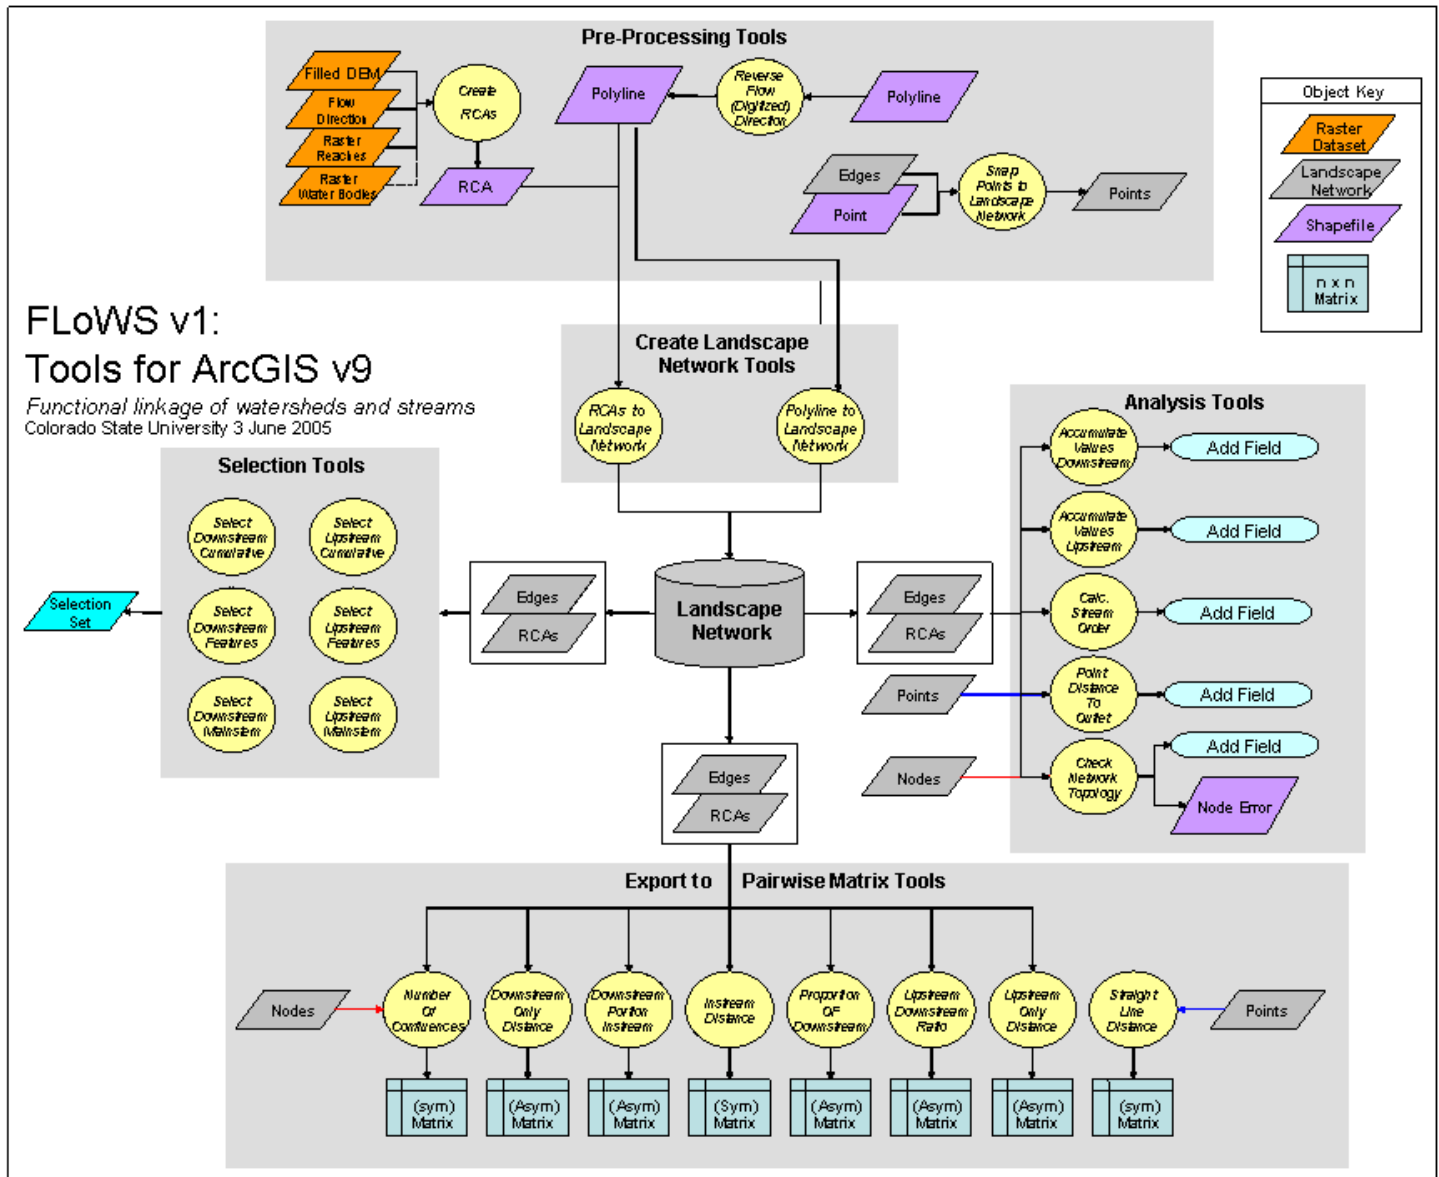 Pre-Processing Tools
Filled DEM
Flow
Direction
Raster
Reaches
Raster
Water Bodies
Create
RCAs
RCA
Polyline
Reverse
Flow
(Digitized)
Direction
Polyline
Edges
Point
Snap
Points to
Landscape
Network
Points
Object Key
Raster
Dataset
Landscape
Network
Shapefile
n x n
Matrix
FLoWS v1:
Tools for ArcGIS v9
Functional linkage of watersheds and streams
Colorado State University 3 June 2005
Create Landscape
Network Tools
RCAs to
Landscape
Network
Polyline to
Landscape
Network
Selection Tools
Select
Downstream
Cumulative
Select
Upstream
Cumulative
Select
Downstream
Features
Select
Upstream
Features
Select
Downstream
Mainstem
Select
Upstream
Mainstem
Selection
Set
Edges
RCAs
Landscape
Network
Edges
RCAs
Points
Nodes
Analysis Tools
Accumulate
Values
Downstream
Add Field
Accumulate
Values
Upstream
Add Field
Calc.
Stream
Order
Add Field
Point
Distance
To
Outlet
Add Field
Check
Network
Topology
Add Field
Node Error
Edges
RCAs
Export to Pairwise Matrix Tools
Nodes
Number
Of
Confluences
Downstream
Only
Distance
Downstream
Portion
Instream
Instream
Distance
Proportion
OF
Downstream
Upstream
Downstream
Ratio
Upstream
Only
Distance
Straight
Line
Distance
Points
(sym)
Matrix
(Asym)
Matrix
(Asym)
Matrix
(Sym)
Matrix
(Asym)
Matrix
(Asym)
Matrix
(Asym)
Matrix
(sym)
Matrix